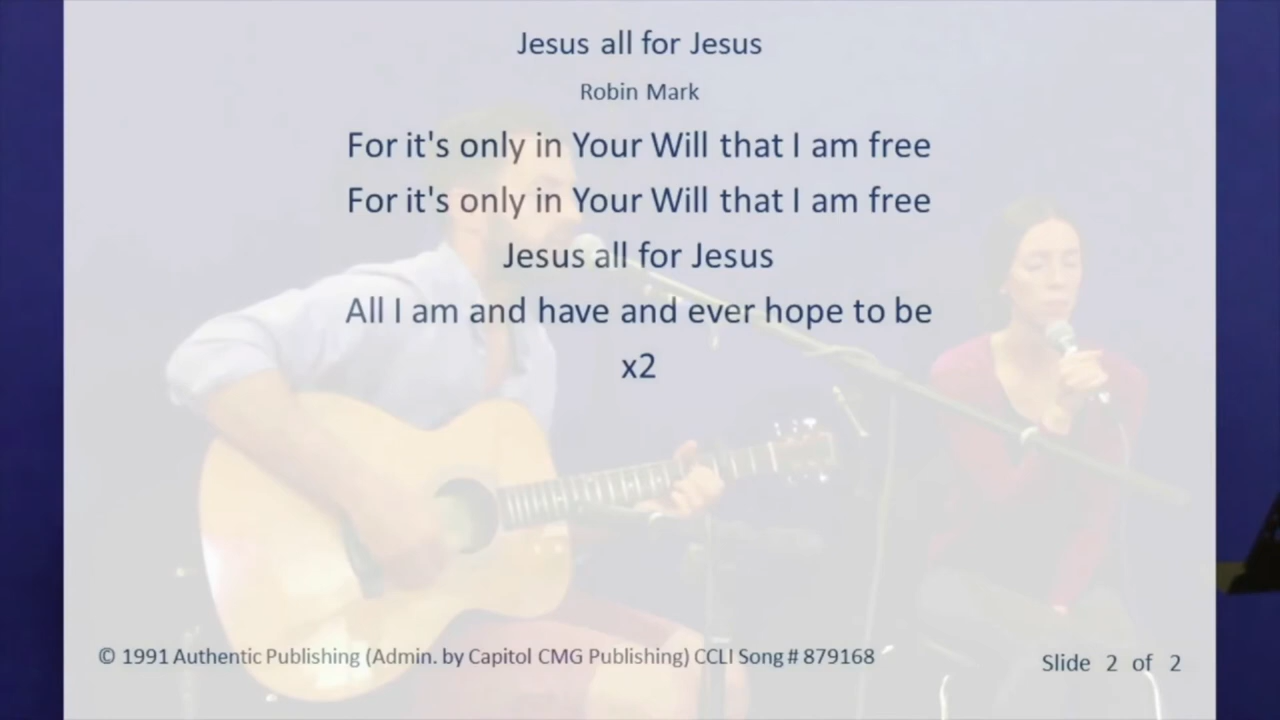 Jesus all for Jesus
Robin Mark
For it's only in Your Will that I am free
For it's only in Your Will that I am free
Jesus all for Jesus
All I am and have and ever hope to be
x2
© 1991 Authentic Publishing (Admin. by Capitol CMG Publishing) CCLI Song # 879168
Slide 2 of 2